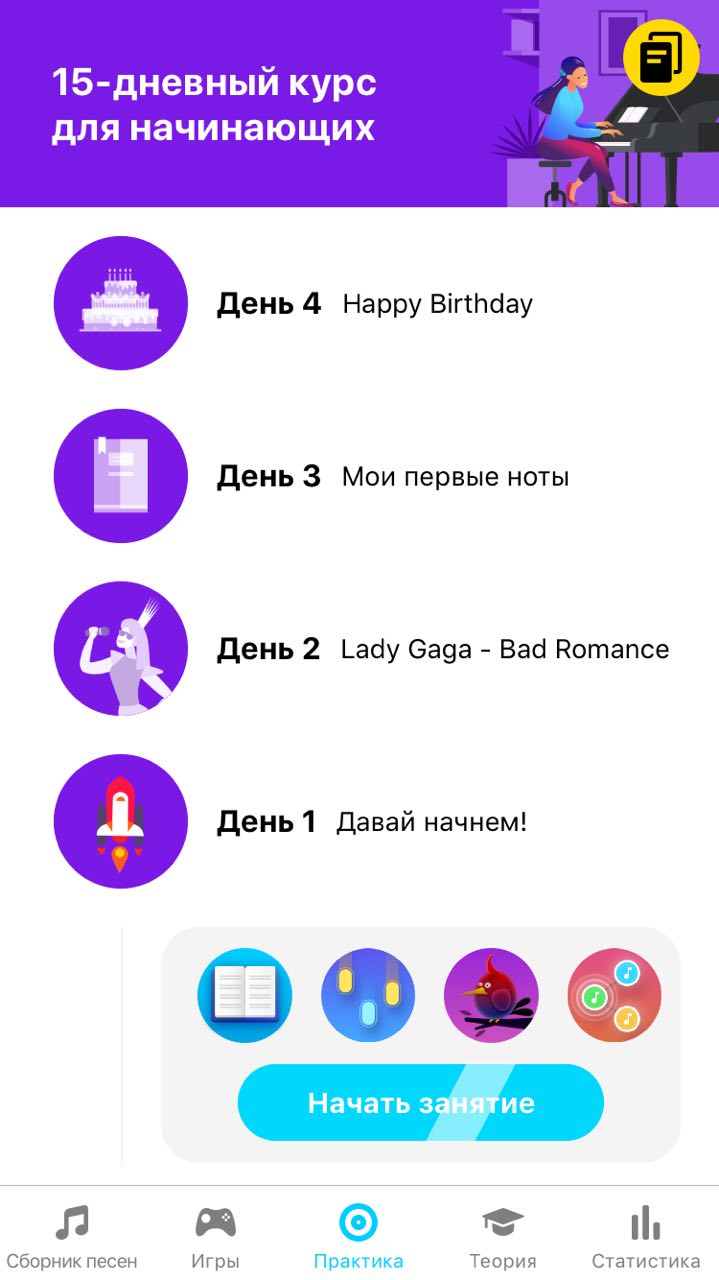 15-дневный курс
для начинающих
День 4 Happy Birthday
День 3 Мои первые ноты
День 2 Lady Gaga - Bad Romance
День 1 Давай начнем!
Начать занятие
Сборник песен Игры Практика Теория Статистика